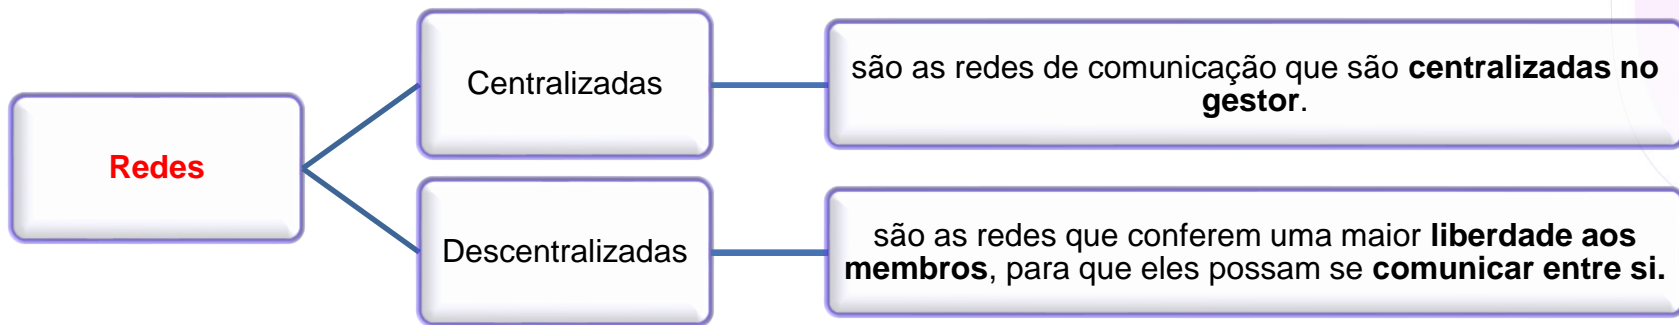 Redes
Centralizadas
são as redes de comunicação que são centralizadas no
gestor.
Descentralizadas
são as redes que conferem uma maior liberdade aos
membros, para que eles possam se comunicar entre si.